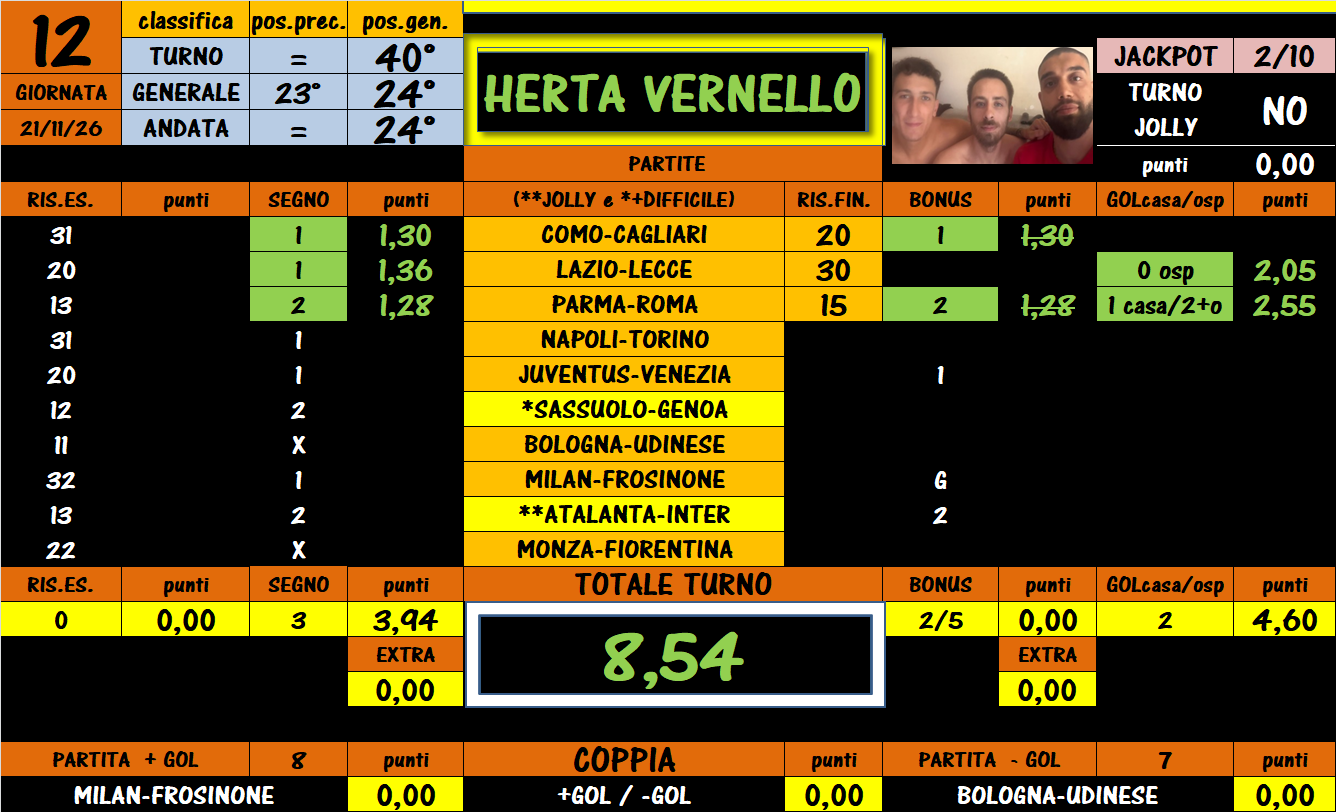 12 classifica pos.prec. pos.gen.
TURNO = 40° JACKPOT 2/10
GIORNATA GENERALE 23° 24° HERTA VERNELLO TURNO JOLLY NO
21/11/26 ANDATA = 24°
PARTITE punti 0,00
RIS.ES. punti SEGNO punti (**JOLLY e *+DIFFICILE) RIS.FIN. BONUS punti GOLcasa/osp punti
31 1 1,30 COMO-CAGLIARI 20 1 1,30
20 1 1,36 LAZIO-LECCE 30 0 osp 2,05
13 2 1,28 PARMA-ROMA 15 2 1,28 1 casa/2+o 2,55
31 1 NAPOLI-TORINO
20 1 JUVENTUS-VENEZIA 1
12 2 *SASSUOLO-GENOA
11 X BOLOGNA-UDINESE
32 1 MILAN-FROSINONE G
13 2 **ATALANTA-INTER 2
22 X MONZA-FIORENTINA
RIS.ES. punti SEGNO punti TOTALE TURNO BONUS punti GOLcasa/osp punti
0 0,00 3 3,94 2/5 0,00 2 4,60
EXTRA 8,54 EXTRA
0,00 0,00
PARTITA + GOL 8 punti COPPIA punti PARTITA - GOL 7 punti
MILAN-FROSINONE 0,00 +GOL / -GOL 0,00 BOLOGNA-UDINESE 0,00